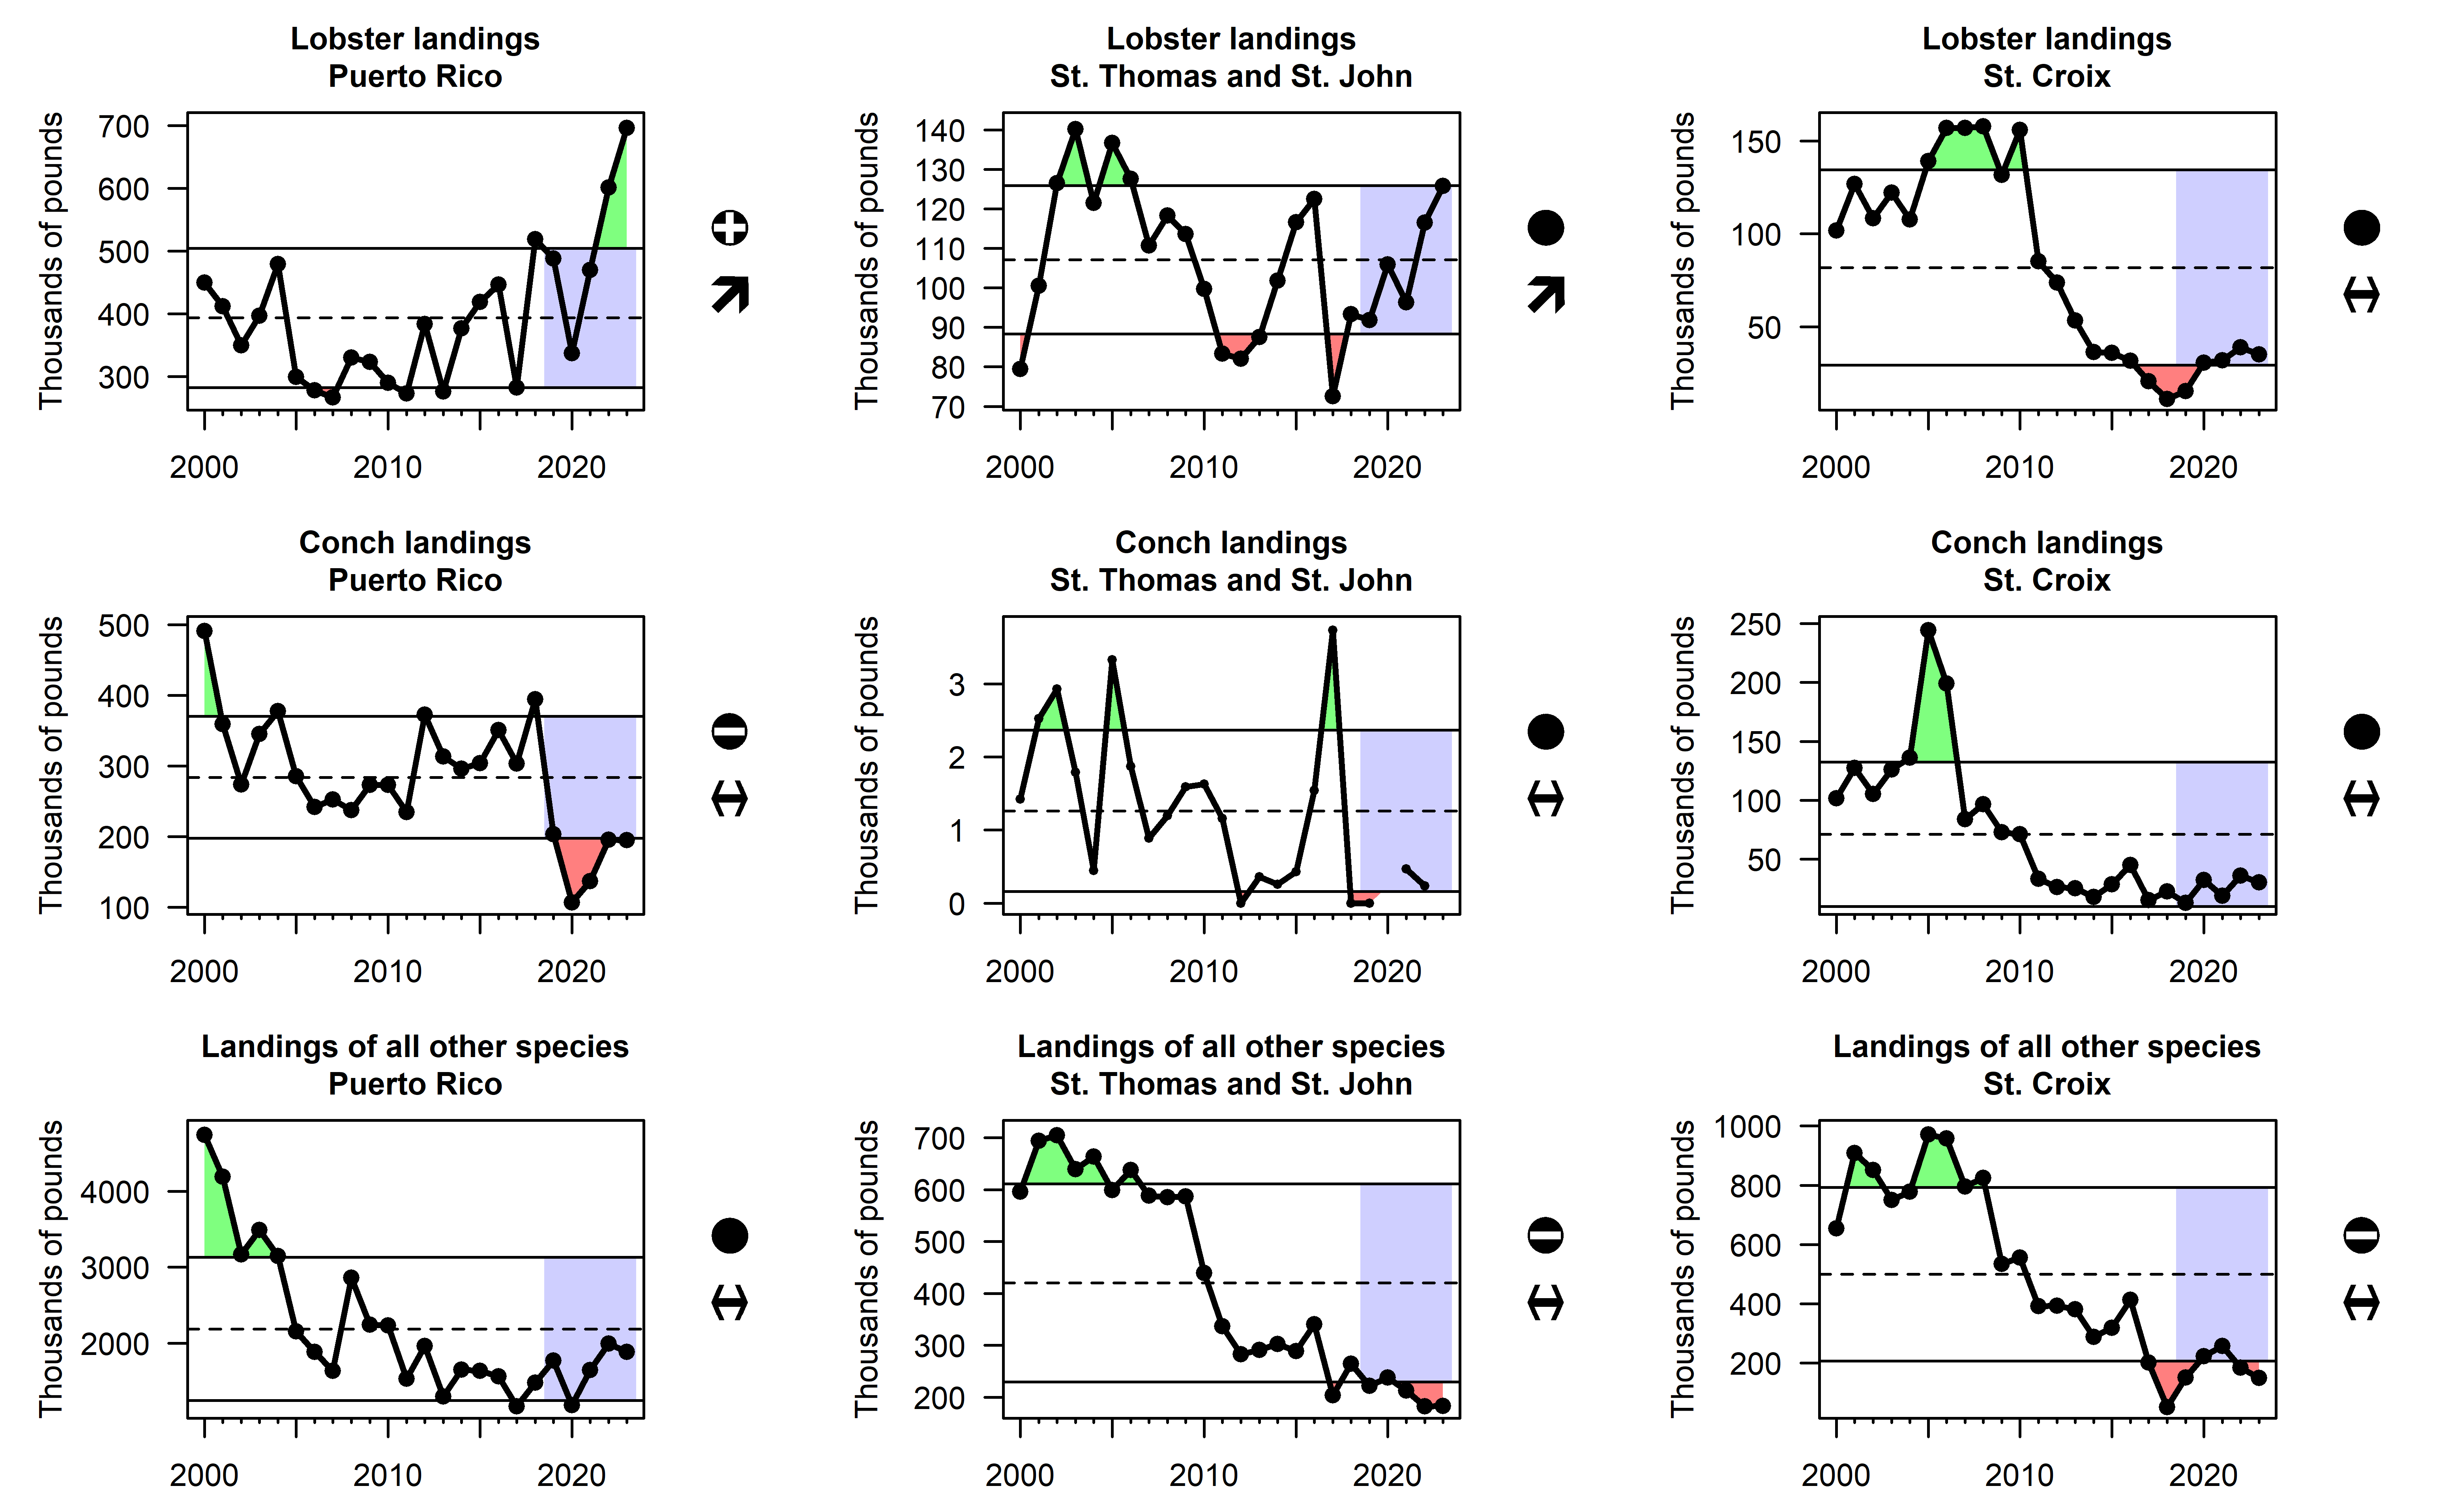 Lobster landings
Puerto Rico
Thousands of pounds
700
600
500
400
300
2000 2010 2020
Lobster landings
St. Thomas and St. John
Thousands of pounds
140
130
120
110
100
90
80
70
2000 2010 2020
Lobster landings
St. Croix
Thousands of pounds
150
100
50
2000 2010 2020
Conch landings
Puerto Rico
Thousands of pounds
500
400
300
200
100
2000 2010 2020
Conch landings
St. Thomas and St. John
Thousands of pounds
3
2
1
0
2000 2010 2020
Conch landings
St. Croix
Thousands of pounds
250
200
150
100
50
2000 2010 2020
Landings of all other species
Puerto Rico
Thousands of pounds
4000
3000
2000
2000 2010 2020
Landings of all other species
St. Thomas and St. John
Thousands of pounds
700
600
500
400
300
200
2000 2010 2020
Landings of all other species
St. Croix
Thousands of pounds
1000
800
600
400
200
2000 2010 2020